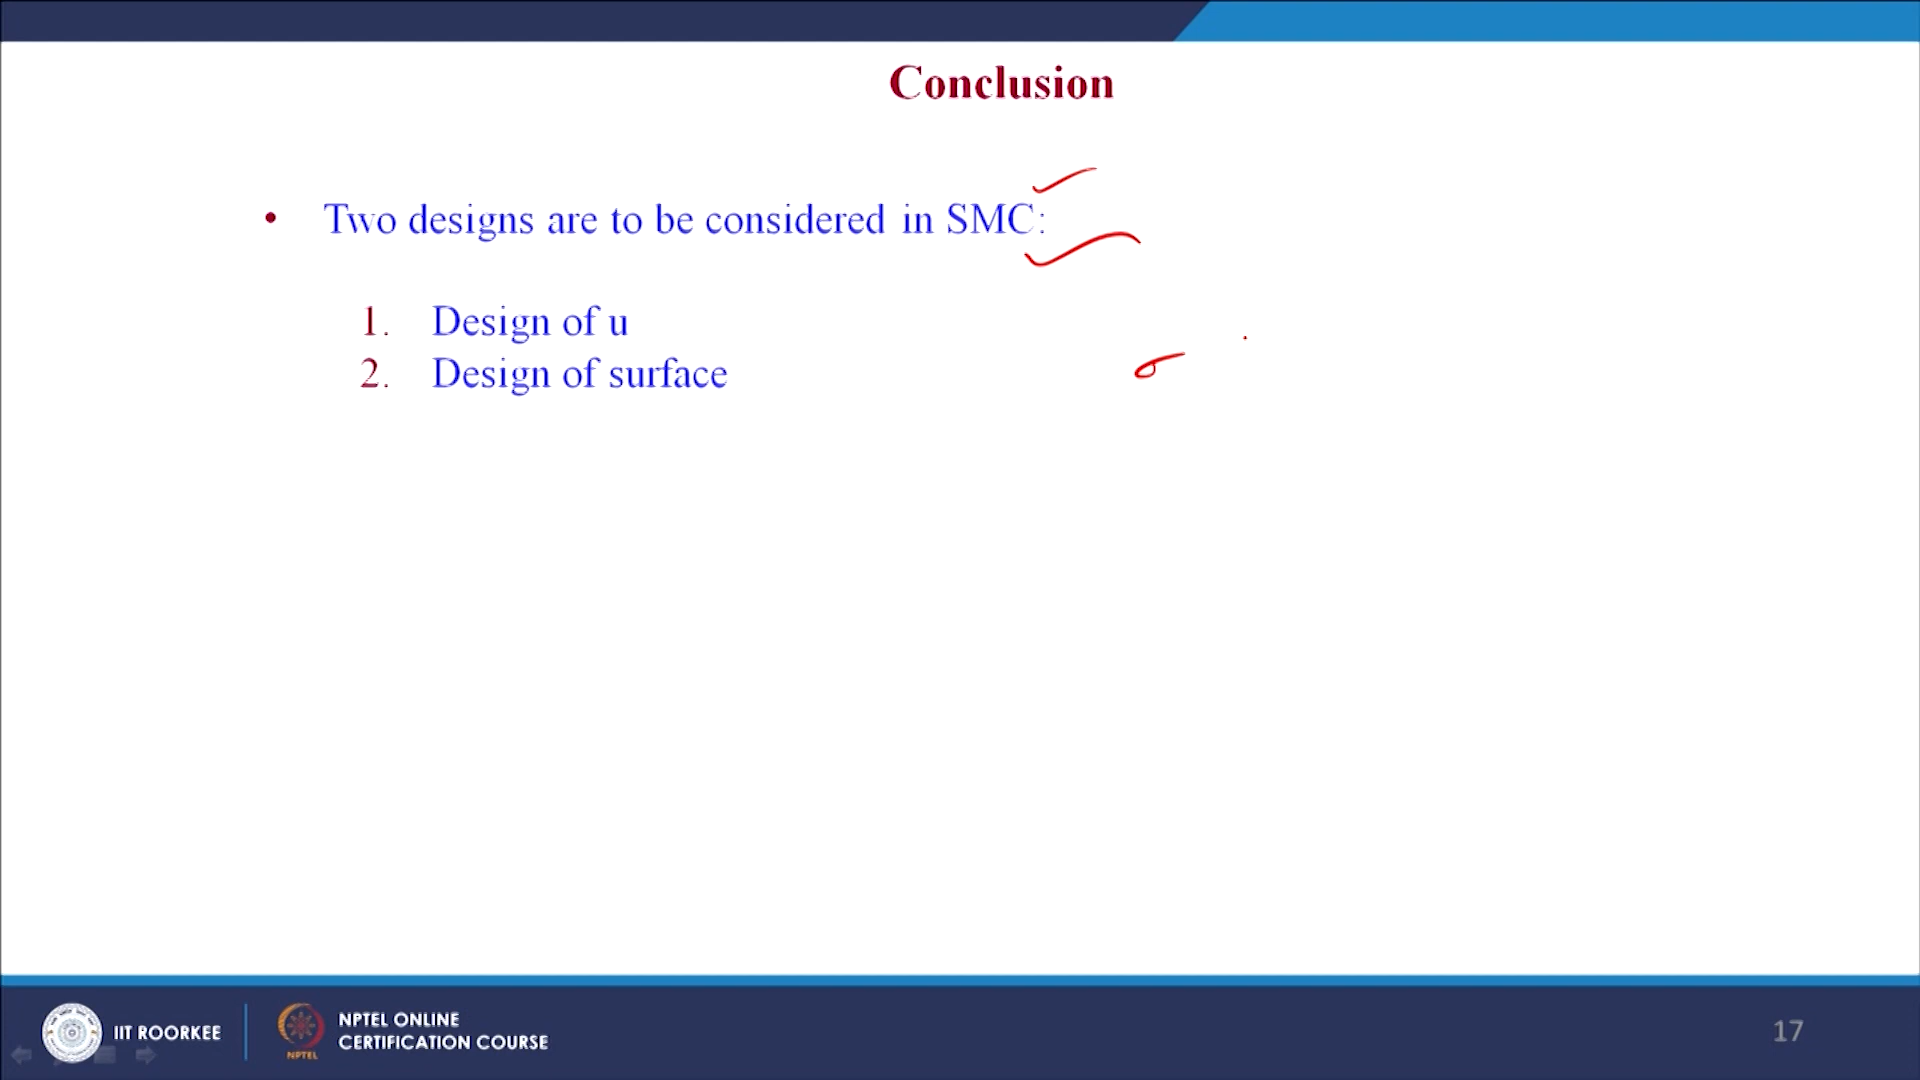 Conclusion
• Two designs are to be considered in SMC:
1. Design of u
2. Design of surface
σ
IIT ROORKEE
NPTEL
NPTEL ONLINE
CERTIFICATION COURSE
17